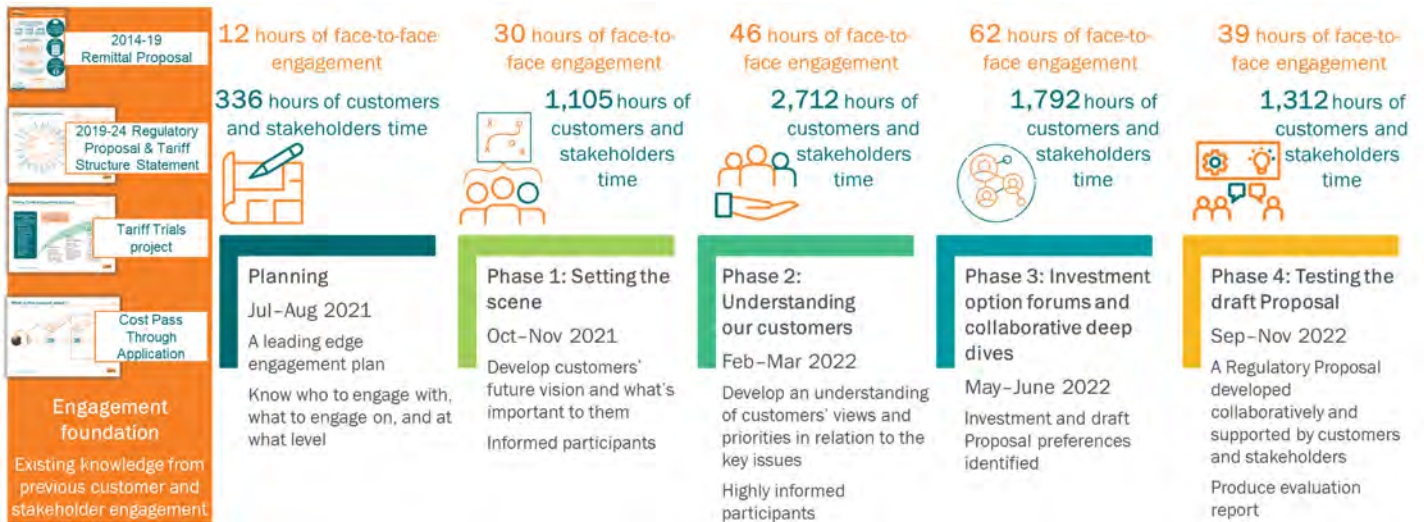 2014-19
Remittal Proposal
2019-24 Regulatory
Proposal & Tariff
Structure Statement
Tariff Trials
project
Cost Pass
Through
Application
Engagement
foundation
Existing knowledge from
previous customer and
stakeholder engagement
12 hours of face-to-face
engagement
336 hours of customers
and stakeholders time
Planning
Jul–Aug 2021
A leading edge
engagement plan
Know who to engage with,
what to engage on, and at
what level
30 hours of face-to-
face engagement
1,105 hours of
customers and
stakeholders
time
Phase 1: Setting the
scene
Oct–Nov 2021
Develop customers'
future vision and what's
important to them
Informed participants
46 hours of face-to-
face engagement
2,712 hours of
customers and
stakeholders
time
Phase 2:
Understanding
our customers
Feb–Mar 2022
Develop an understanding
of customers' views and
priorities in relation to the
key issues
Highly informed
participants
62 hours of face-to-
face engagement
1,792 hours of
customers and
stakeholders
time
Phase 3: Investment
option forums and
collaborative deep
dives
May–June 2022
Investment and draft
Proposal preferences
identified
39 hours of face-to-
face engagement
1,312 hours of
customers and
stakeholders
time
Phase 4: Testing the
draft Proposal
Sep–Nov 2022
A Regulatory Proposal
developed
collaboratively and
supported by customers
and stakeholders
Produce evaluation
report